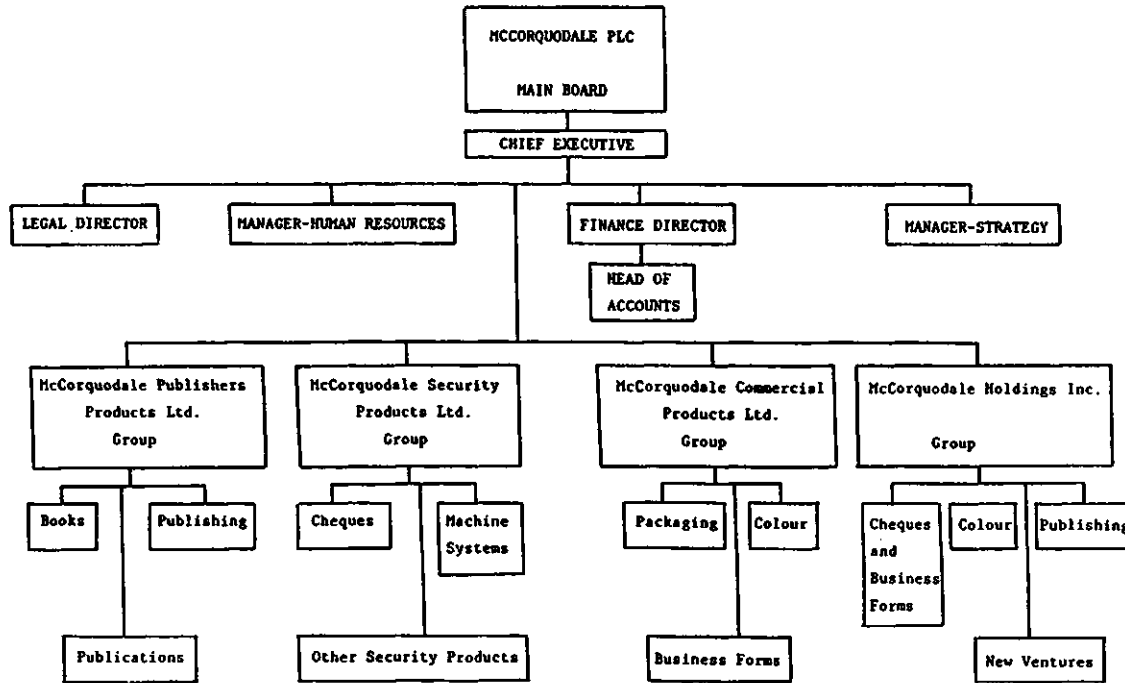 MCCORQUODALE PLC
MAIN BOARD
CHIEF EXECUTIVE
LEGAL DIRECTOR
MANAGER-HUMAN RESOURCES
FINANCE DIRECTOR
MANAGER-STRATEGY
HEAD OF
ACCOUNTS
McCorquodale Publishers
Products Ltd.
Group
McCorquodale Security
Products Ltd.
Group
McCorquodale Commercial
Products Ltd.
Group
McCorquodale Holdings Inc.
Group
Books
Publishing
Cheques
Machine
Systems
Packaging
Colour
Cheques
and
Business
Forms
Colour
Publishing
Publications
Other Security Products
Business Forms
New Ventures